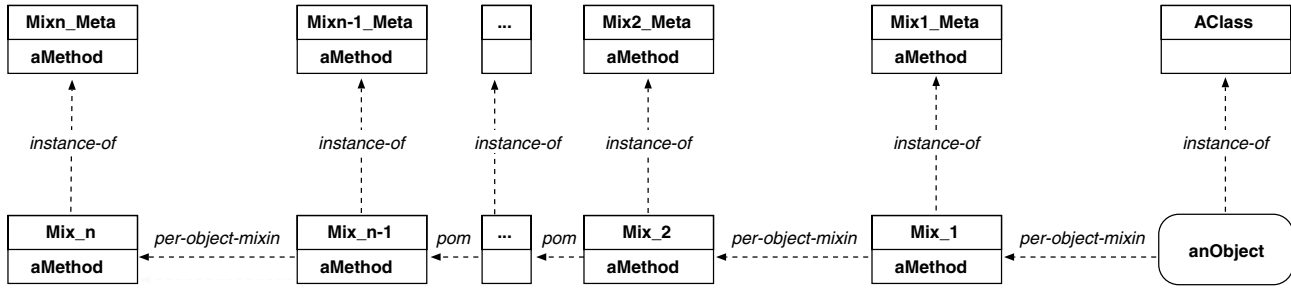 Mixn_Meta
aMethod
Mixn-1_Meta
aMethod
...
Mix2_Meta
aMethod
Mix1_Meta
aMethod
AClass
instance-of
instance-of
instance-of
instance-of
instance-of
instance-of
Mix_n
aMethod
per-object-mixin
Mix_n-1
aMethod
pom
...
pom
Mix_2
aMethod
per-object-mixin
Mix_1
aMethod
per-object-mixin
anObject